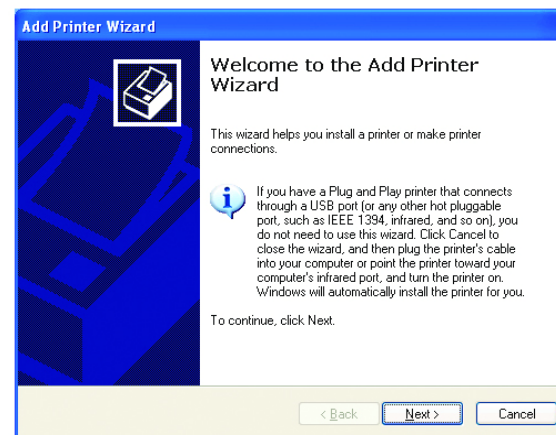 Add Printer Wizard
Welcome to the Add Printer
Wizard
This wizard helps you install a printer or make printer
connections.
If you have a Plug and Play printer that connects
through a USB port (or any other hot pluggable
port, such as IEEE 1394, infrared, and so on), you
do not need to use this wizard. Click Cancel to
close the wizard, and then plug the printer's cable
into your computer or point the printer toward your
computer's infrared port, and turn the printer on.
Windows will automatically install the printer for you.
To continue, click Next.
< Back Next > Cancel